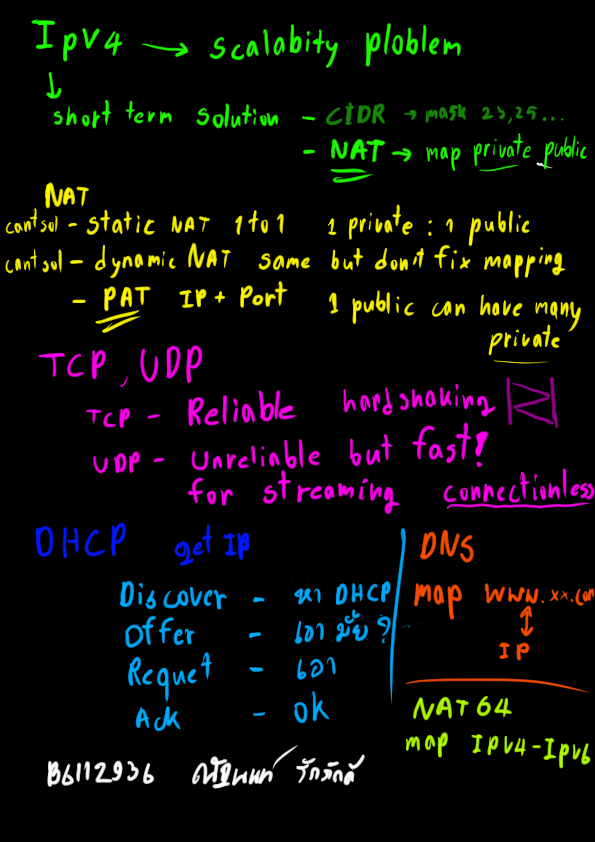 IpV4 → scalabity ploblem
↓
short term solution - CIDR → mask 23,25...
- NAT → map private public
NAT
cant sol - static NAT 1 to 1 1 private : 1 public
cant sol - dynamic NAT same but don't fix mapping
- PAT IP + Port 1 public can have many
private
TCP, UDP
TCP - Reliable handshaking
UDP - Unreliable but fast!
for streaming connectionless
DHCP get IP
Discover - หา DHCP
Offer - เอามั้ย ?
Requet - เอา
Ack - ok
DNS
map www.xx.com
↕
IP
NAT 64
map IPV4-IPV6
B6112936 ณัฐนนท์ รักภักดี